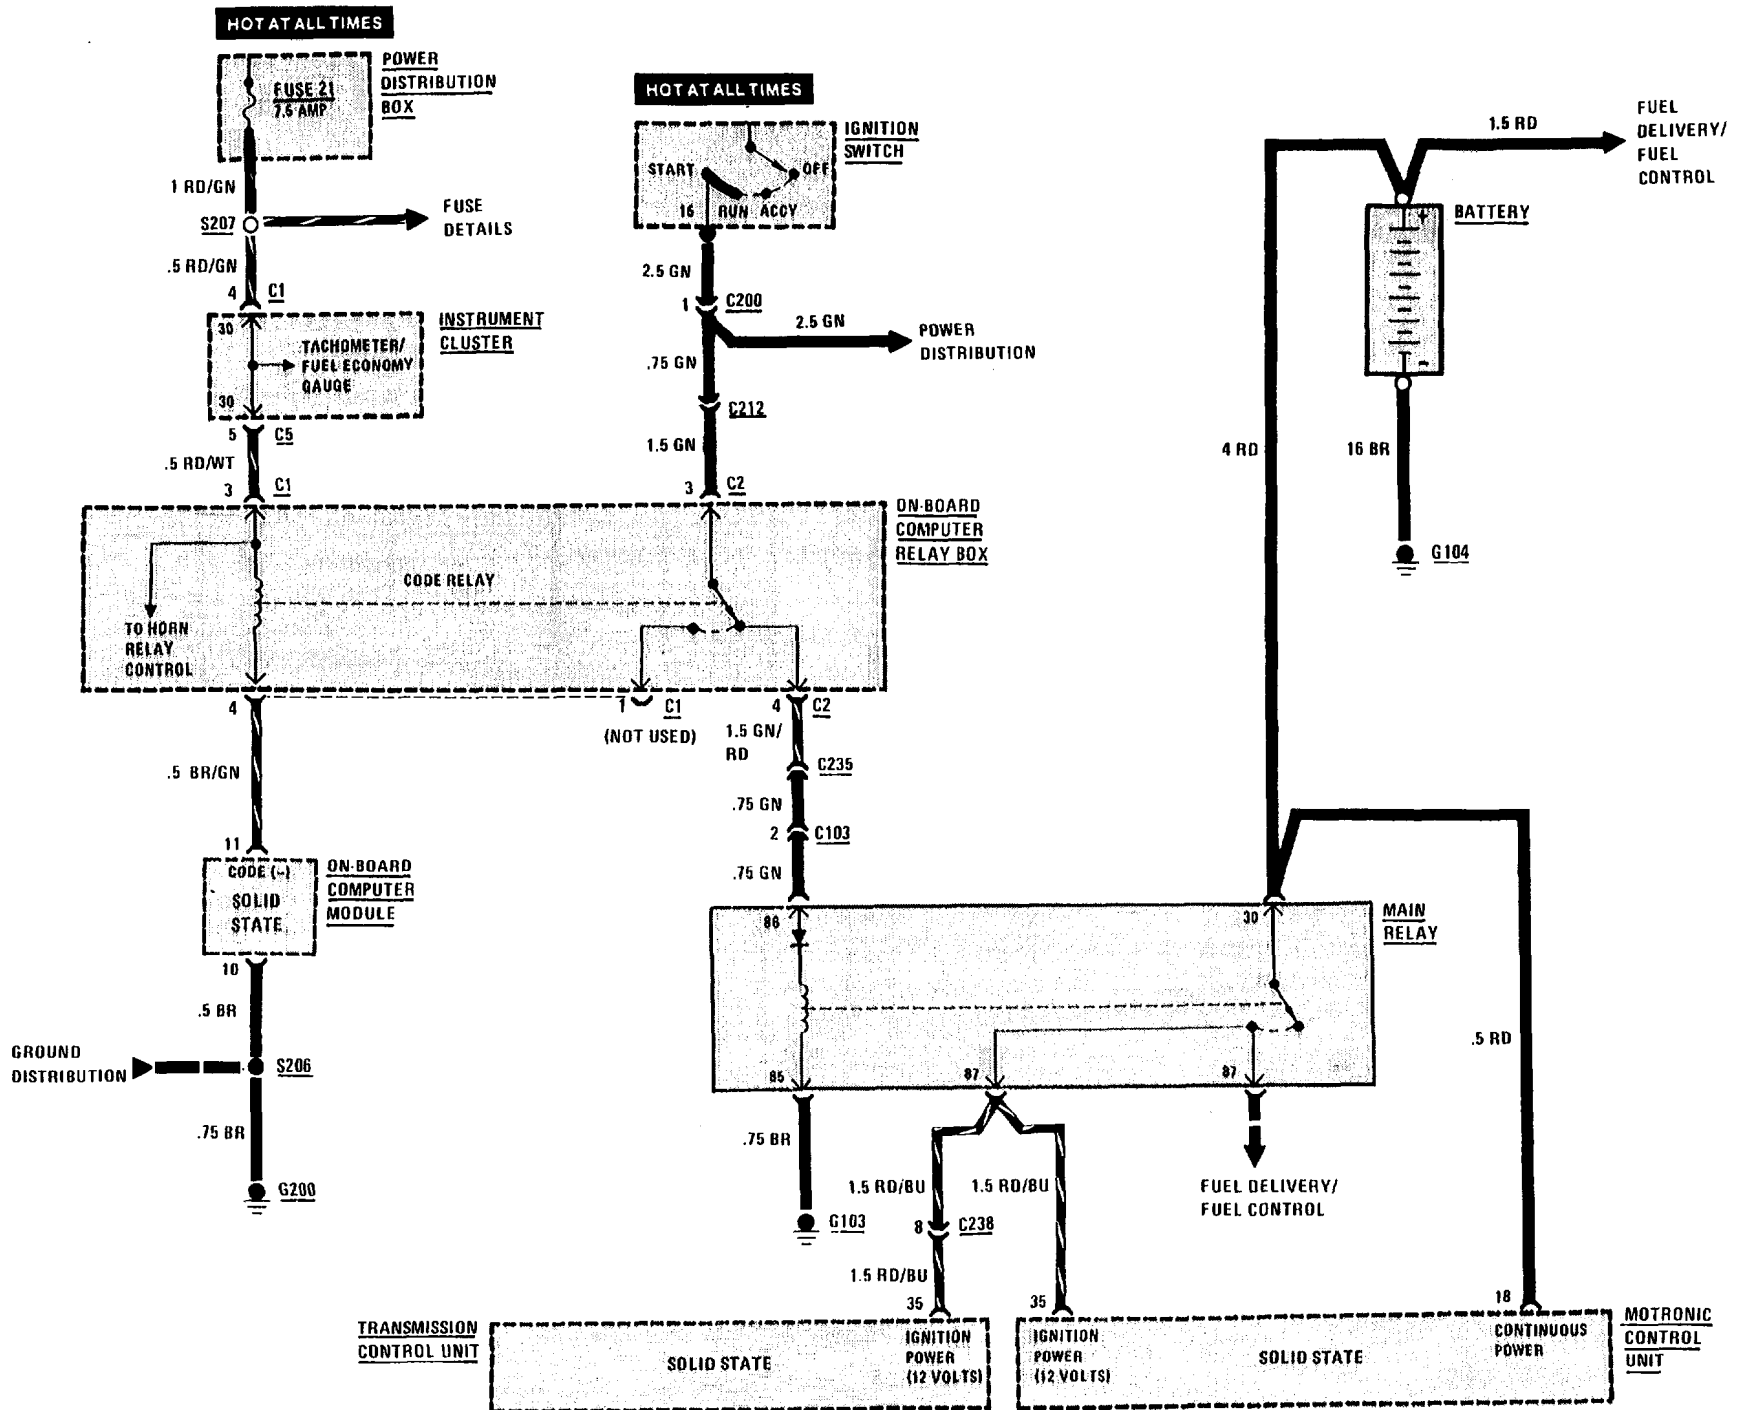 HOT AT ALL TIMES
FUSE 21
7.5 AMP
POWER
DISTRIBUTION
BOX
1 RD/GN
S207
FUSE
DETAILS
.5 RD/GN
4
C1
30
TACHOMETER/
FUEL ECONOMY
GAUGE
30
INSTRUMENT
CLUSTER
5
C5
.5 RD/WT
3
C1
HOT AT ALL TIMES
IGNITION
SWITCH
START
OFF
16
RUN
ACCY
2.5 GN
1
C200
2.5 GN
POWER
DISTRIBUTION
.75 GN
C212
1.5 GN
3
C2
1.5 RD
FUEL
DELIVERY/
FUEL
CONTROL
+
BATTERY
-
4 RD
16 BR
G104
ON-BOARD
COMPUTER
RELAY BOX
CODE RELAY
TO HORN
RELAY
CONTROL
4
1
C1
(NOT USED)
4
C2
1.5 GN/
RD
C235
.75 GN
2
C103
.75 GN
.5 BR/GN
11
CODE (-)
SOLID
STATE
ON-BOARD
COMPUTER
MODULE
10
.5 BR
GROUND
DISTRIBUTION
S206
.75 BR
G200
86
30
MAIN
RELAY
85
87
87
.5 RD
.75 BR
G103
1.5 RD/BU
1.5 RD/BU
8
C238
1.5 RD/BU
FUEL DELIVERY/
FUEL CONTROL
35
35
18
TRANSMISSION
CONTROL UNIT
SOLID STATE
IGNITION
POWER
(12 VOLTS)
IGNITION
POWER
(12 VOLTS)
SOLID STATE
CONTINUOUS
POWER
MOTRONIC
CONTROL
UNIT